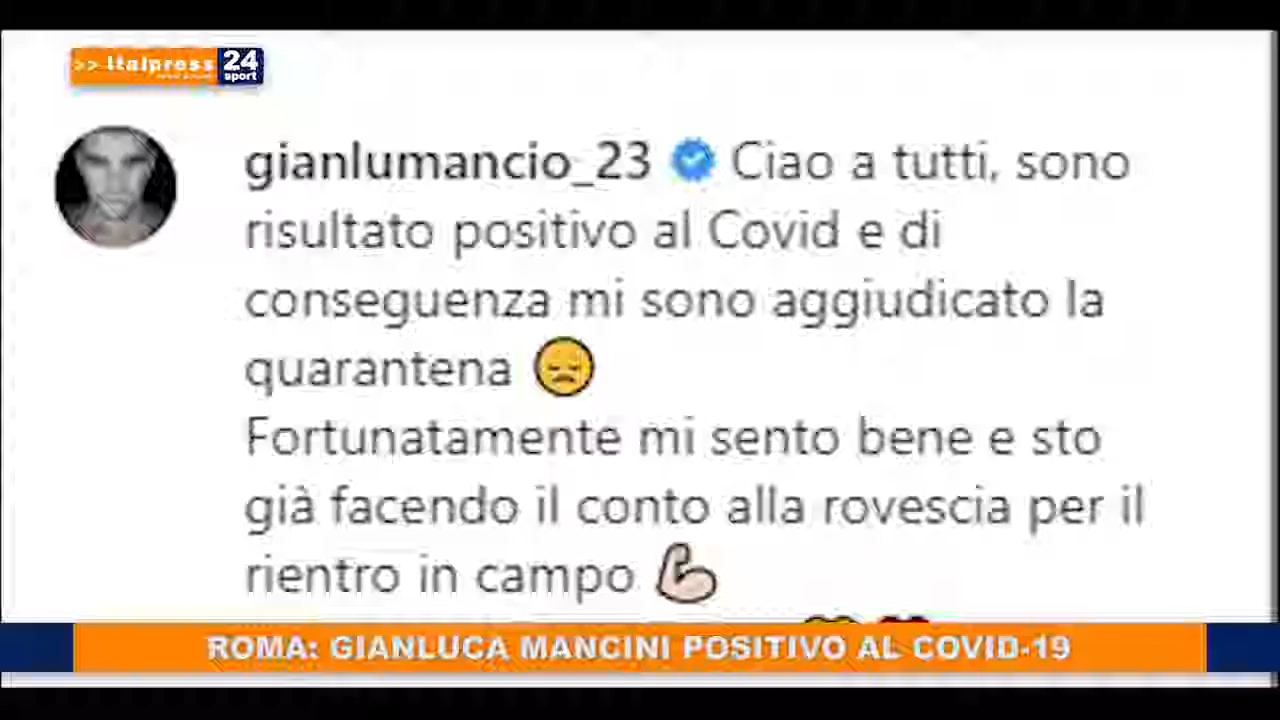 >> Italpress 24
sport
gianlumancio_23 Ciao a tutti, sono
risultato positivo al Covid e di
conseguenza mi sono aggiudicato la
quarantena 😞
Fortunatamente mi sento bene e sto
già facendo il conto alla rovescia per il
rientro in campo 💪🏻
ROMA: GIANLUCA MANCINI POSITIVO AL COVID-19